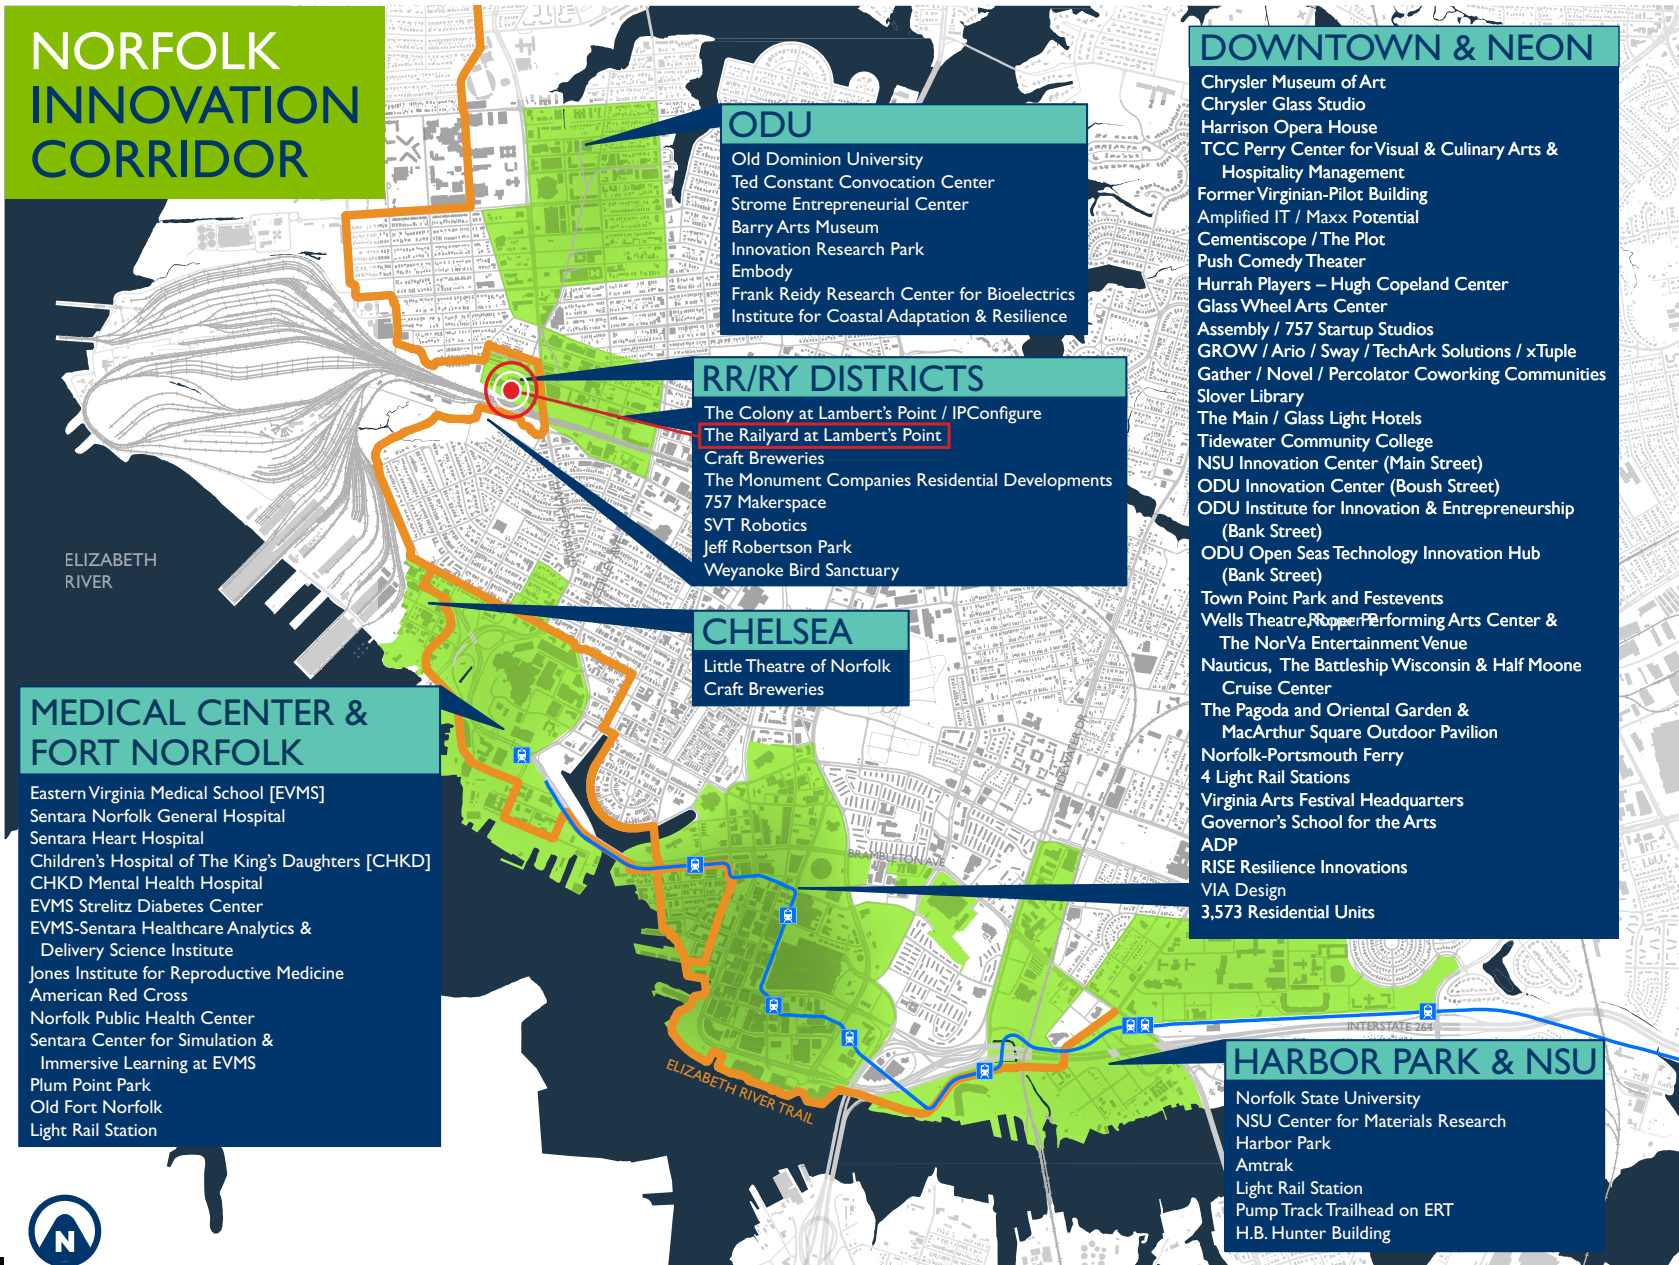 NORFOLK
INNOVATION
CORRIDOR
ODU
Old Dominion University
Ted Constant Convocation Center
Strome Entrepreneurial Center
Barry Arts Museum
Innovation Research Park
Embody
Frank Reidy Research Center for Bioelectrics
Institute for Coastal Adaptation & Resilience
RR/RY DISTRICTS
The Colony at Lambert's Point / IPConfigure
The Railyard at Lambert's Point
Craft Breweries
The Monument Companies Residential Developments
757 Makerspace
SVT Robotics
Jeff Robertson Park
Weyanoke Bird Sanctuary
CHELSEA
Little Theatre of Norfolk
Craft Breweries
DOWNTOWN & NEON
Chrysler Museum of Art
Chrysler Glass Studio
Harrison Opera House
TCC Perry Center for Visual & Culinary Arts &
Hospitality Management
Former Virginian-Pilot Building
Amplified IT / Maxx Potential
Cementiscope / The Plot
Push Comedy Theater
Hurrah Players – Hugh Copeland Center
Glass Wheel Arts Center
Assembly / 757 Startup Studios
GROW / Ario / Sway / TechArk Solutions / xTuple
Gather / Novel / Percolator Coworking Communities
Slover Library
The Main / Glass Light Hotels
Tidewater Community College
NSU Innovation Center (Main Street)
ODU Innovation Center (Boush Street)
ODU Institute for Innovation & Entrepreneurship
(Bank Street)
ODU Open Seas Technology Innovation Hub
(Bank Street)
Town Point Park and Festevents
Wells Theatre, Roper Performing Arts Center &
The NorVa Entertainment Venue
Nauticus, The Battleship Wisconsin & Half Moone
Cruise Center
The Pagoda and Oriental Garden &
MacArthur Square Outdoor Pavilion
Norfolk-Portsmouth Ferry
4 Light Rail Stations
Virginia Arts Festival Headquarters
Governor's School for the Arts
ADP
RISE Resilience Innovations
VIA Design
3,573 Residential Units
ELIZABETH
RIVER
MEDICAL CENTER &
FORT NORFOLK
Eastern Virginia Medical School [EVMS]
Sentara Norfolk General Hospital
Sentara Heart Hospital
Children's Hospital of The King's Daughters [CHKD]
CHKD Mental Health Hospital
EVMS Strelitz Diabetes Center
EVMS-Sentara Healthcare Analytics &
Delivery Science Institute
Jones Institute for Reproductive Medicine
American Red Cross
Norfolk Public Health Center
Sentara Center for Simulation &
Immersive Learning at EVMS
Plum Point Park
Old Fort Norfolk
Light Rail Station
TIDEWATER DR
BRAMBLETON AVE
INTERSTATE 264
ELIZABETH RIVER TRAIL
HARBOR PARK & NSU
Norfolk State University
NSU Center for Materials Research
Harbor Park
Amtrak
Light Rail Station
Pump Track Trailhead on ERT
H.B. Hunter Building
N